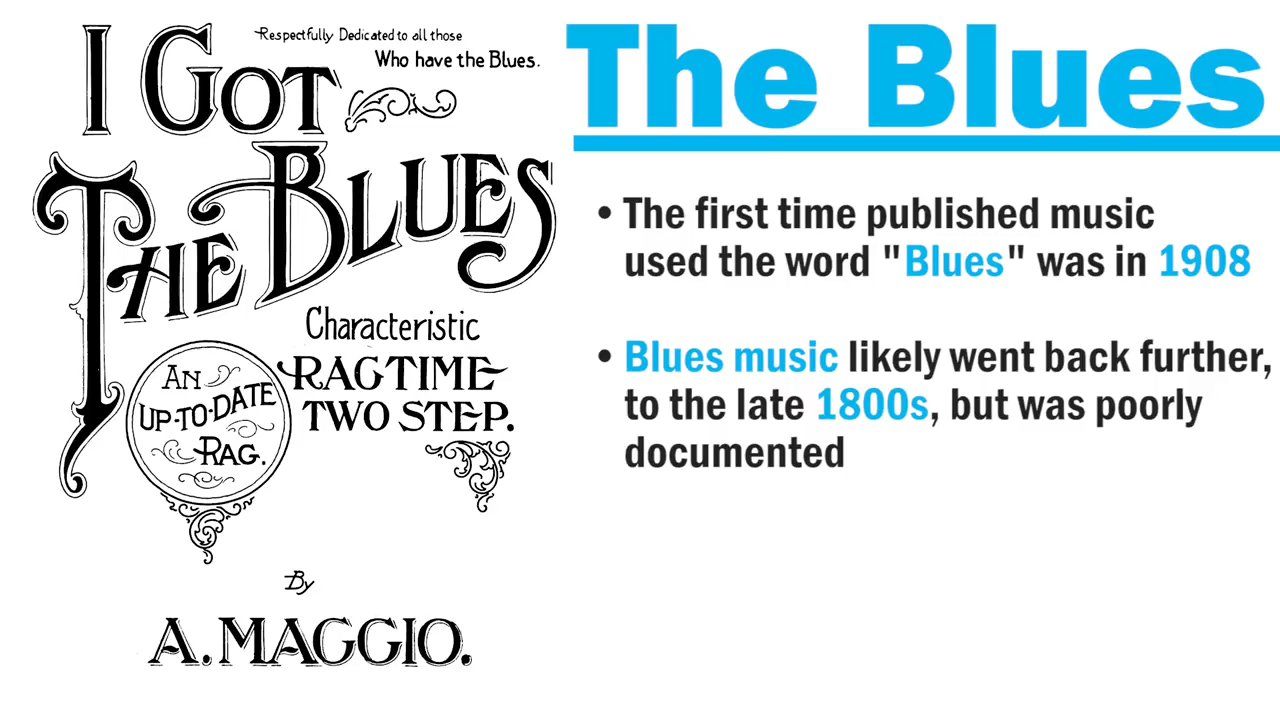 I GOT
Respectfully Dedicated to all those
Who have the Blues.
THE BLUES
Characteristic
RAGTIME
TWO STEP.
AN
UP-TO-DATE
RAG.
By
A. MAGGIO.
The Blues
• The first time published music
used the word "Blues" was in 1908
• Blues music likely went back further,
to the late 1800s, but was poorly
documented